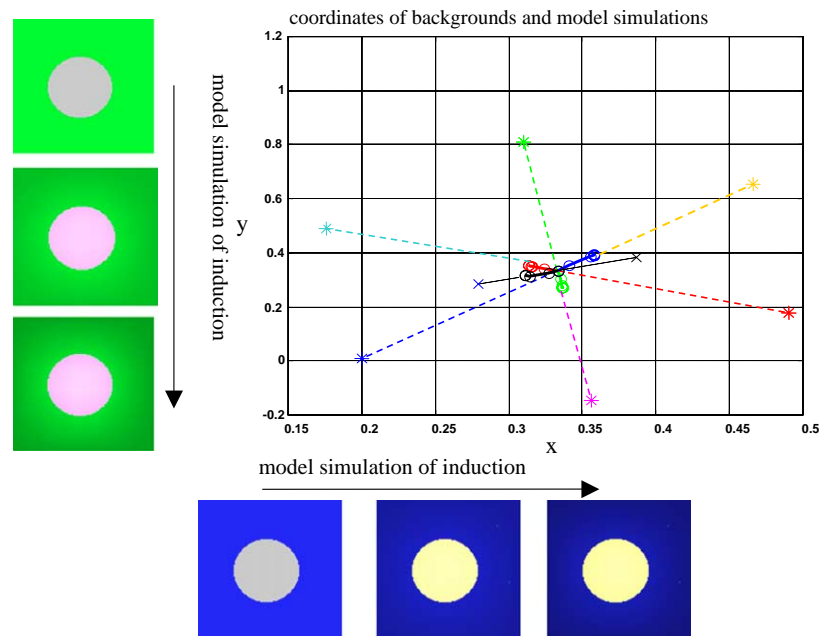 coordinates of backgrounds and model simulations
model simulation of induction
y
1.2
1
0.8
0.6
0.4
0.2
0
-0.2
0.15 0.2 0.25 0.3 0.35 0.4 0.45 0.5
x
model simulation of induction